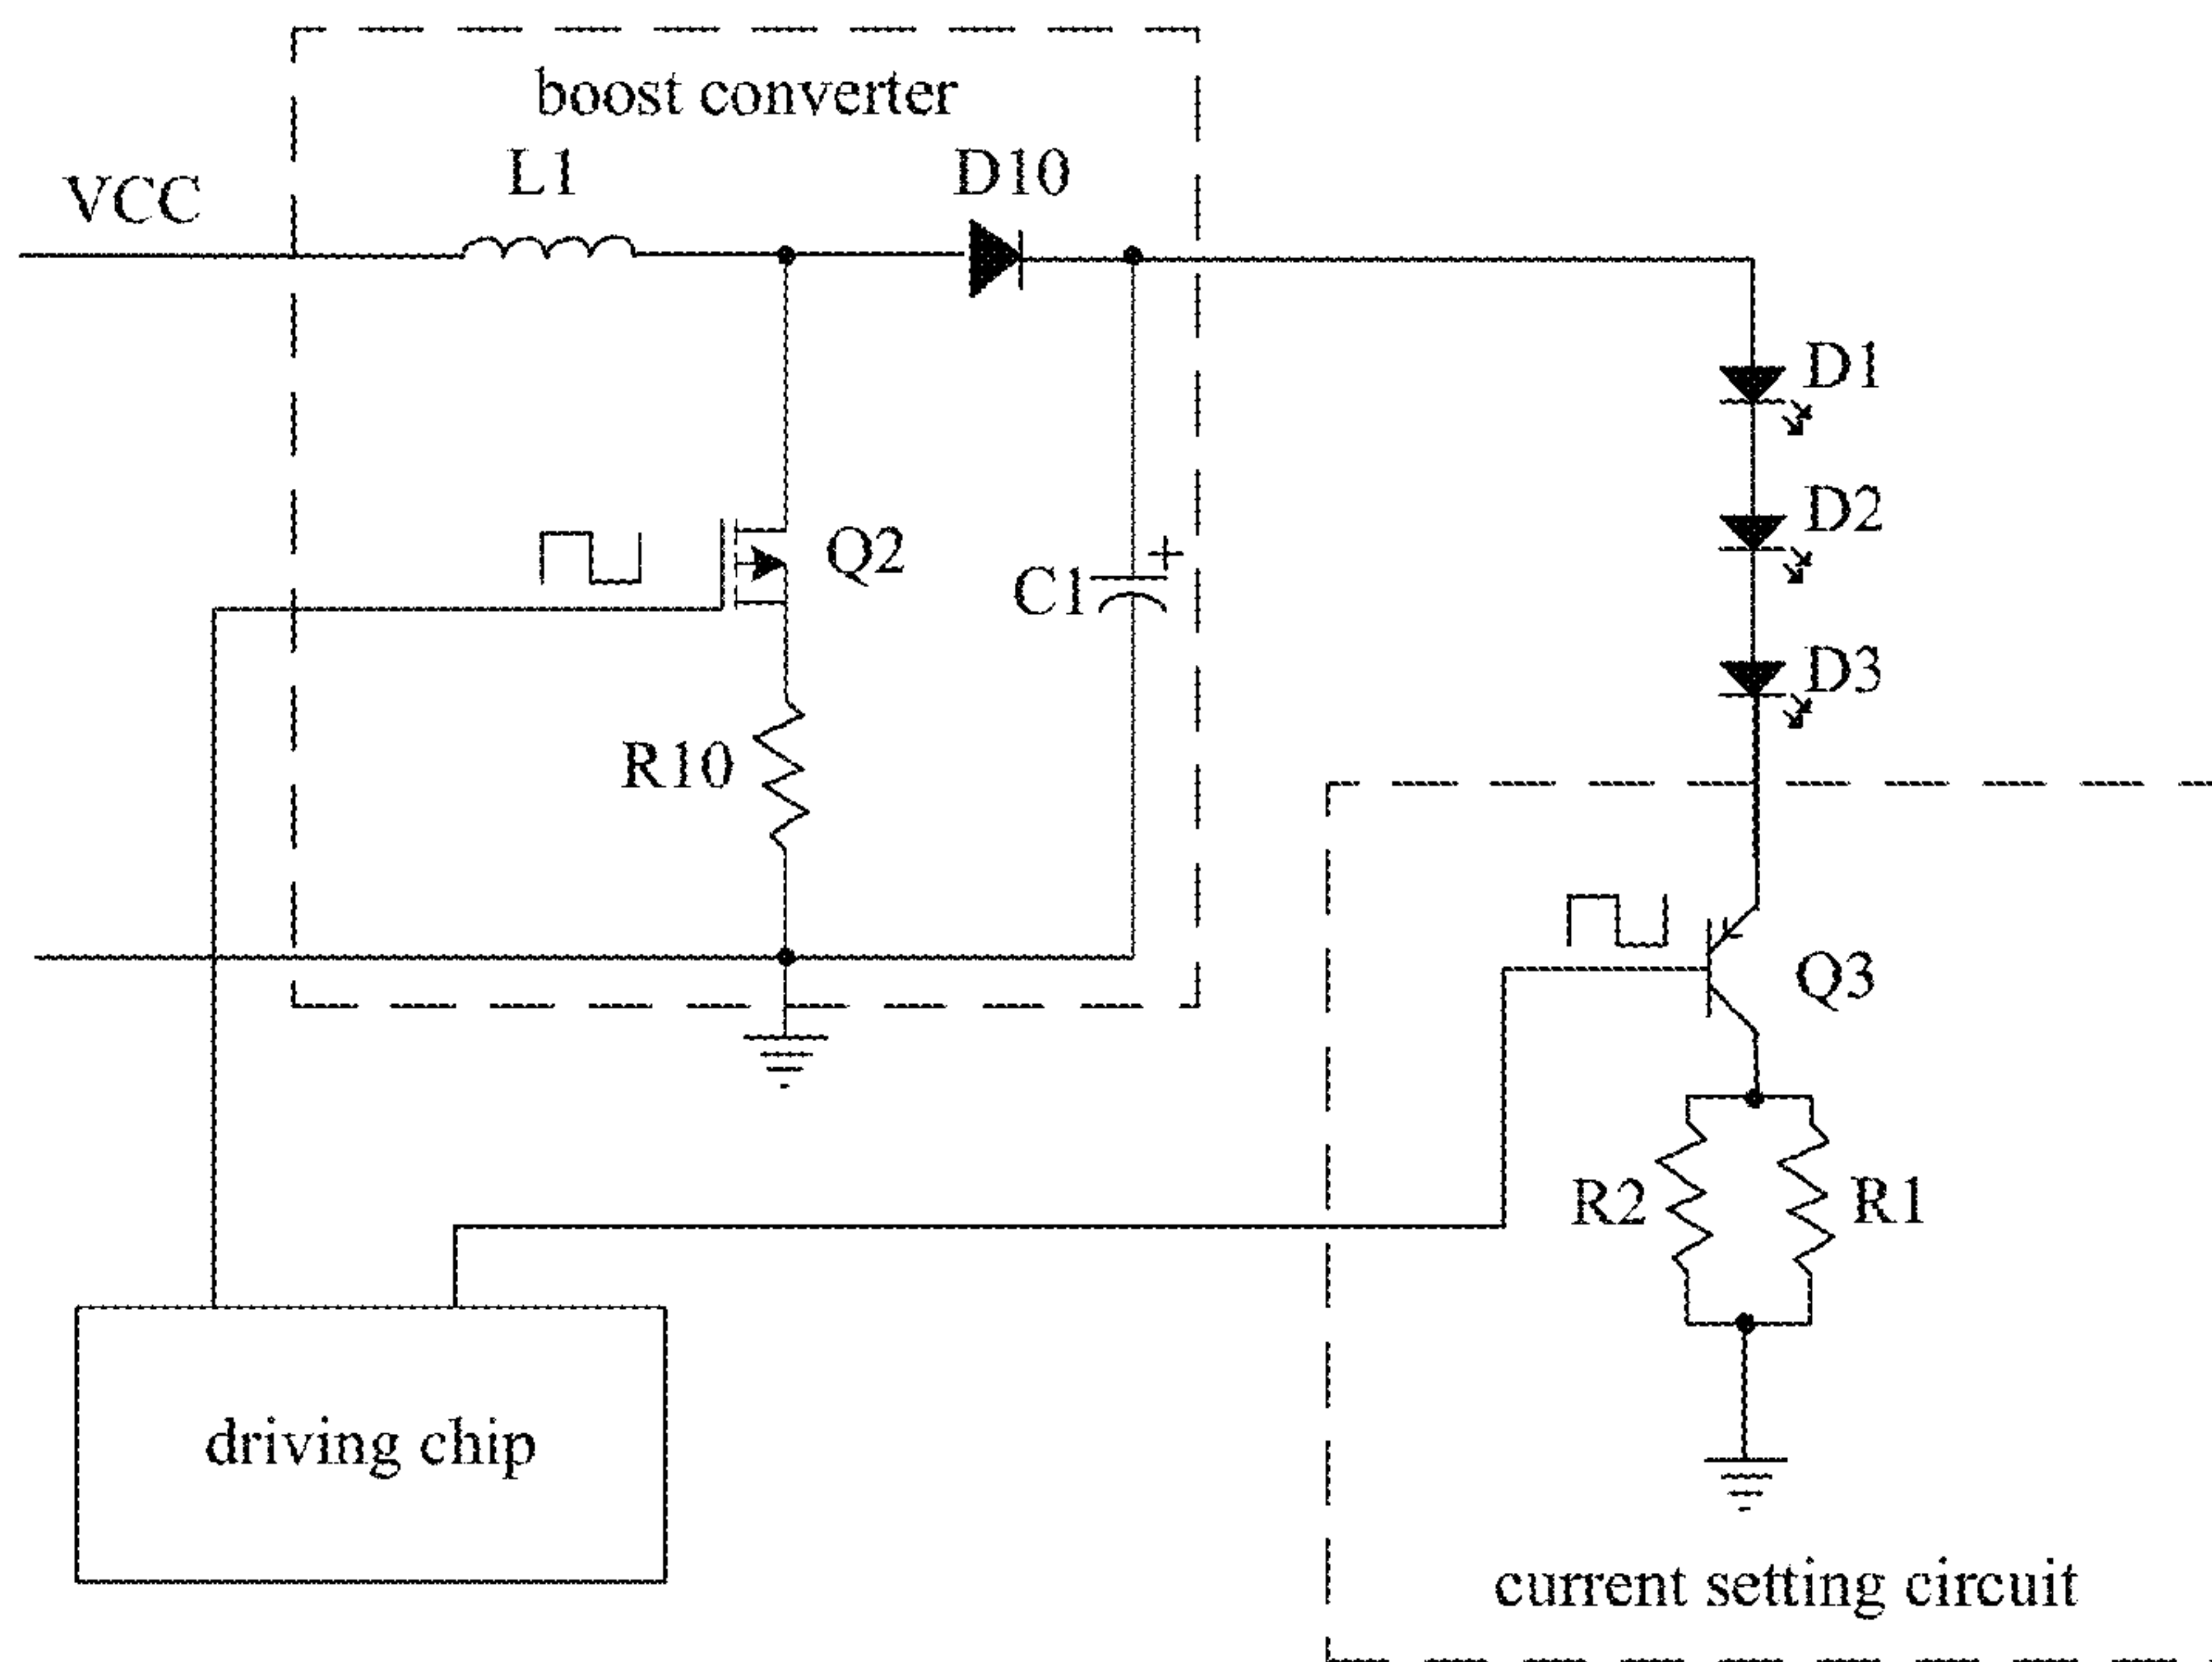 boost converter
VCC
L1
D10
D1
D2
Q2
+
C1
D3
R10
Q3
R2
R1
driving chip
current setting circuit